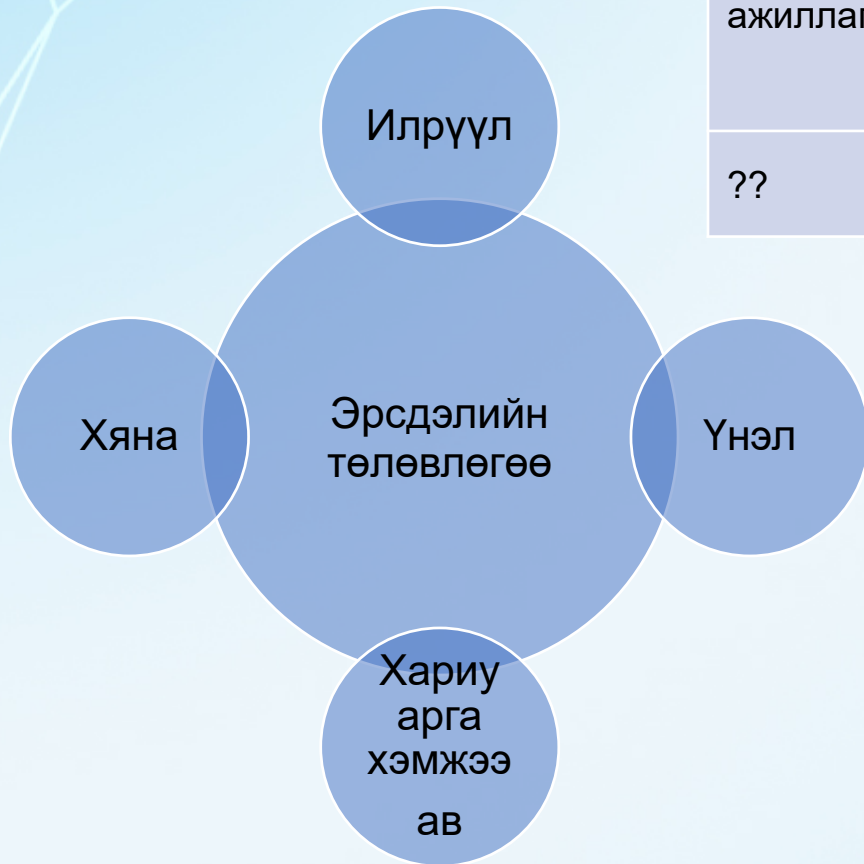 Илрүүл
??
Хяна
Эрсдэлийн
төлөвлөгөө
Үнэл
Хариу
арга
хэмжээ
ав